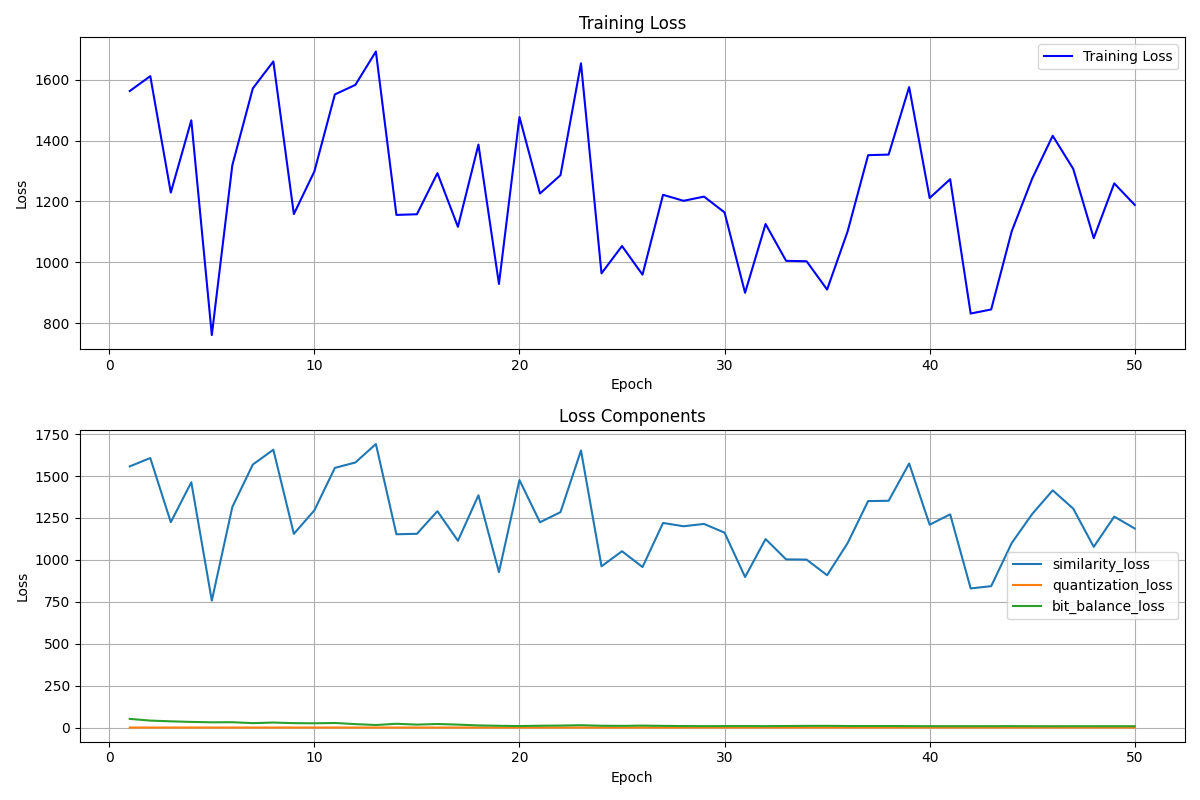 Training Loss
1600
1400
1200
1000
800
Loss
Training Loss
0
10
20
30
40
50
Epoch
Loss Components
1750
1500
1250
1000
750
500
250
0
Loss
similarity_loss
quantization_loss
bit_balance_loss
0
10
20
30
40
50
Epoch